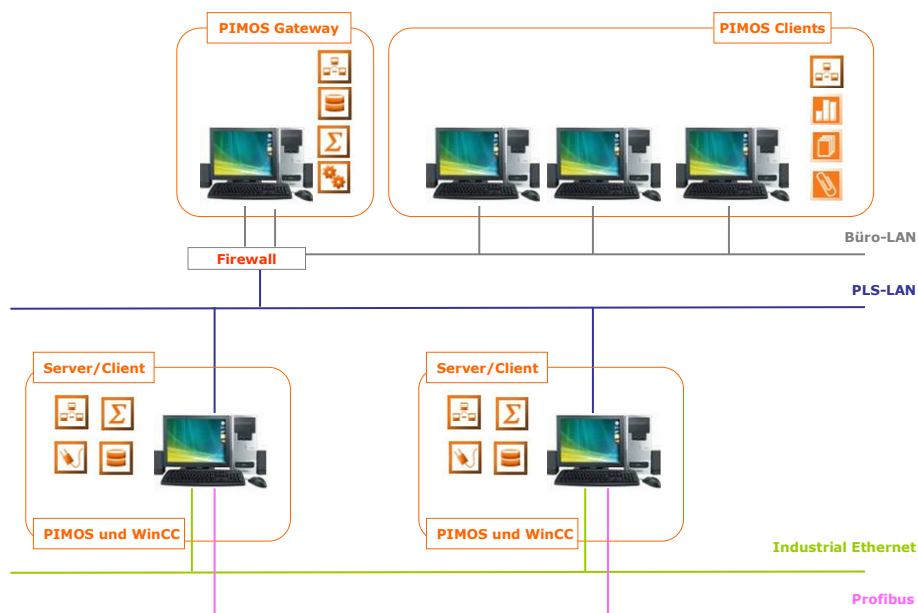 PIMOS Gateway
PIMOS Clients
Büro-LAN
Firewall
PLS-LAN
Server/Client
Server/Client
PIMOS und WinCC
PIMOS und WinCC
Industrial Ethernet
Profibus